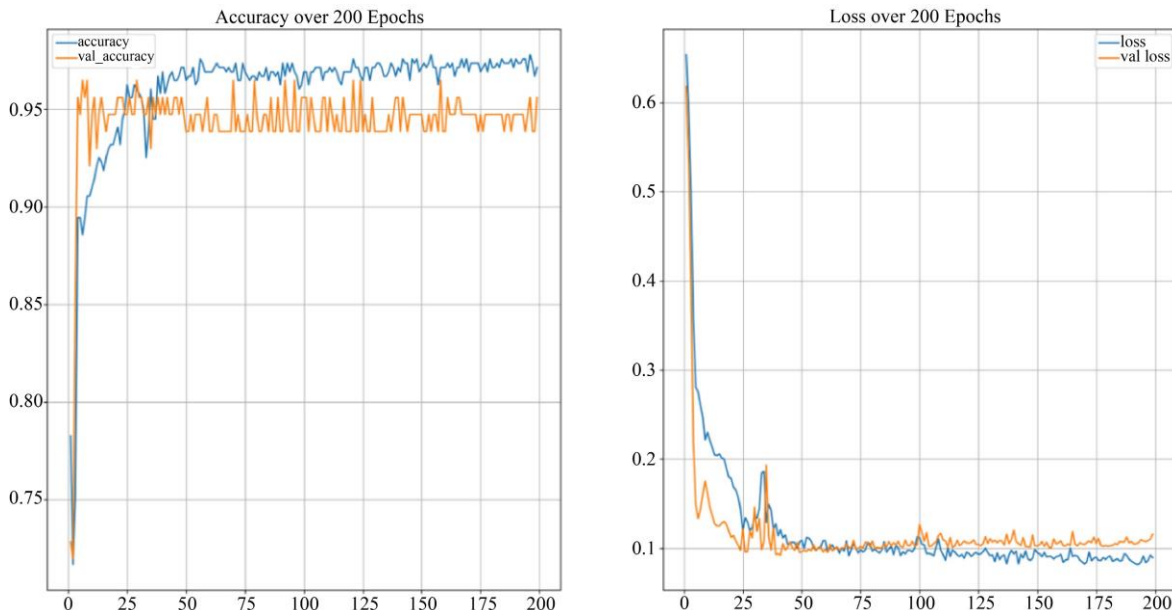 Accuracy over 200 Epochs
accuracy
val_accuracy
0.95
0.90
0.85
0.80
0.75
0 25 50 75 100 125 150 175 200
Loss over 200 Epochs
loss
val loss
0.6
0.5
0.4
0.3
0.2
0.1
0 25 50 75 100 125 150 175 200